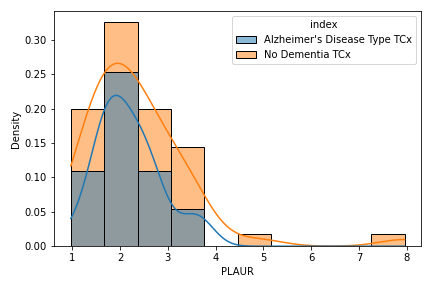 index
Alzheimer's Disease Type TCx
No Dementia TCx
0.30
0.25
0.20
0.15
0.10
0.05
0.00
Density
1 2 3 4 5 6 7 8
PLAUR